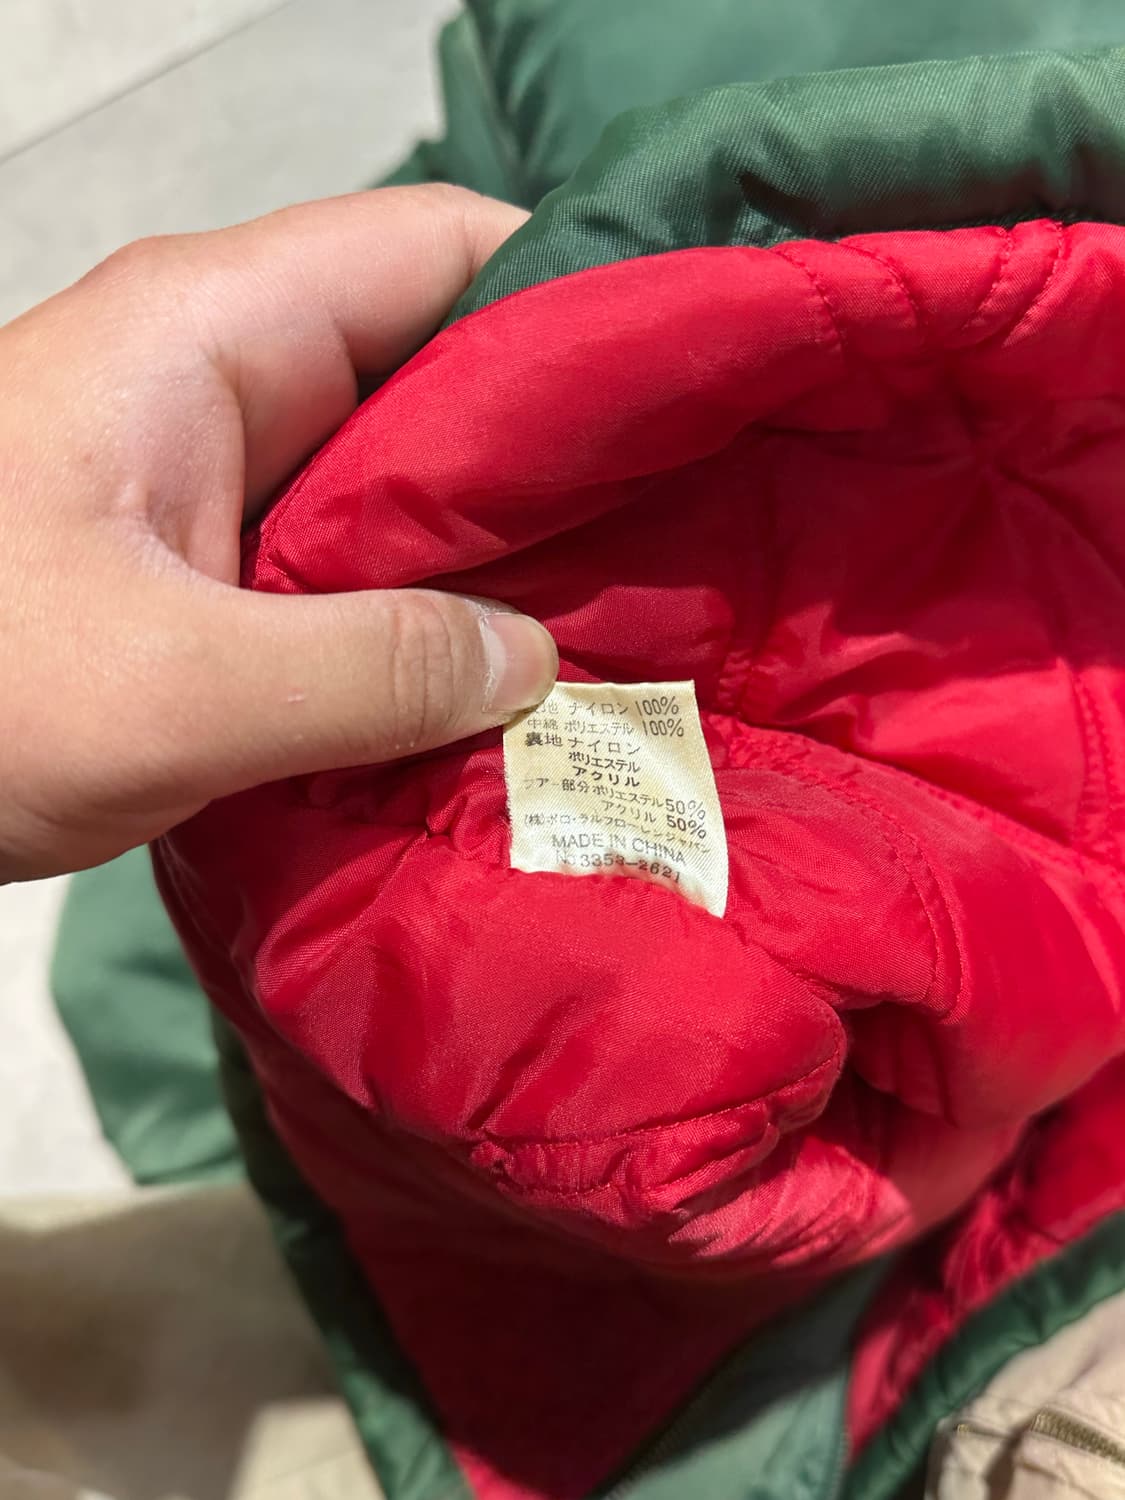 地 ナイロン 100%
中綿 ポリエステル 100%
裏地 ナイロン
ポリエステル
アクリル
ファー部分 ポリエステル 50%
アクリル 50%
(株)ポロ・ラルフローレンジャパン
MADE IN CHINA
No 3353-2621